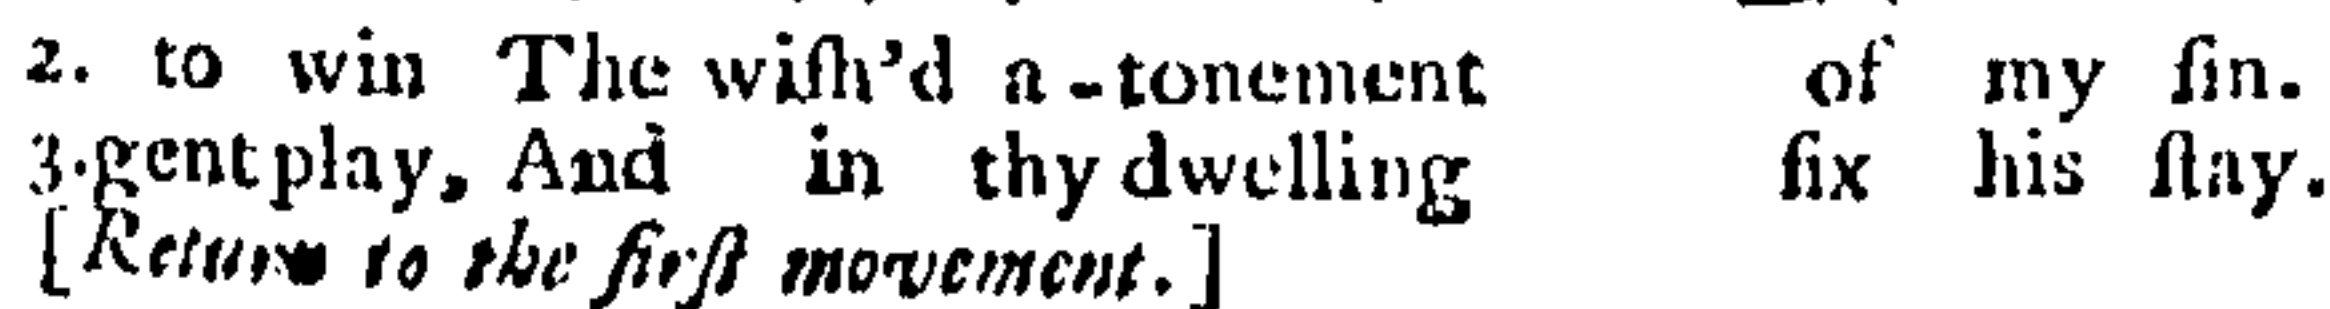 2. to win The wiſh'd a-tonement of my ſin.
3. gent play, And in thy dwelling fix his ſtay.
[Return to the firſt movement.]